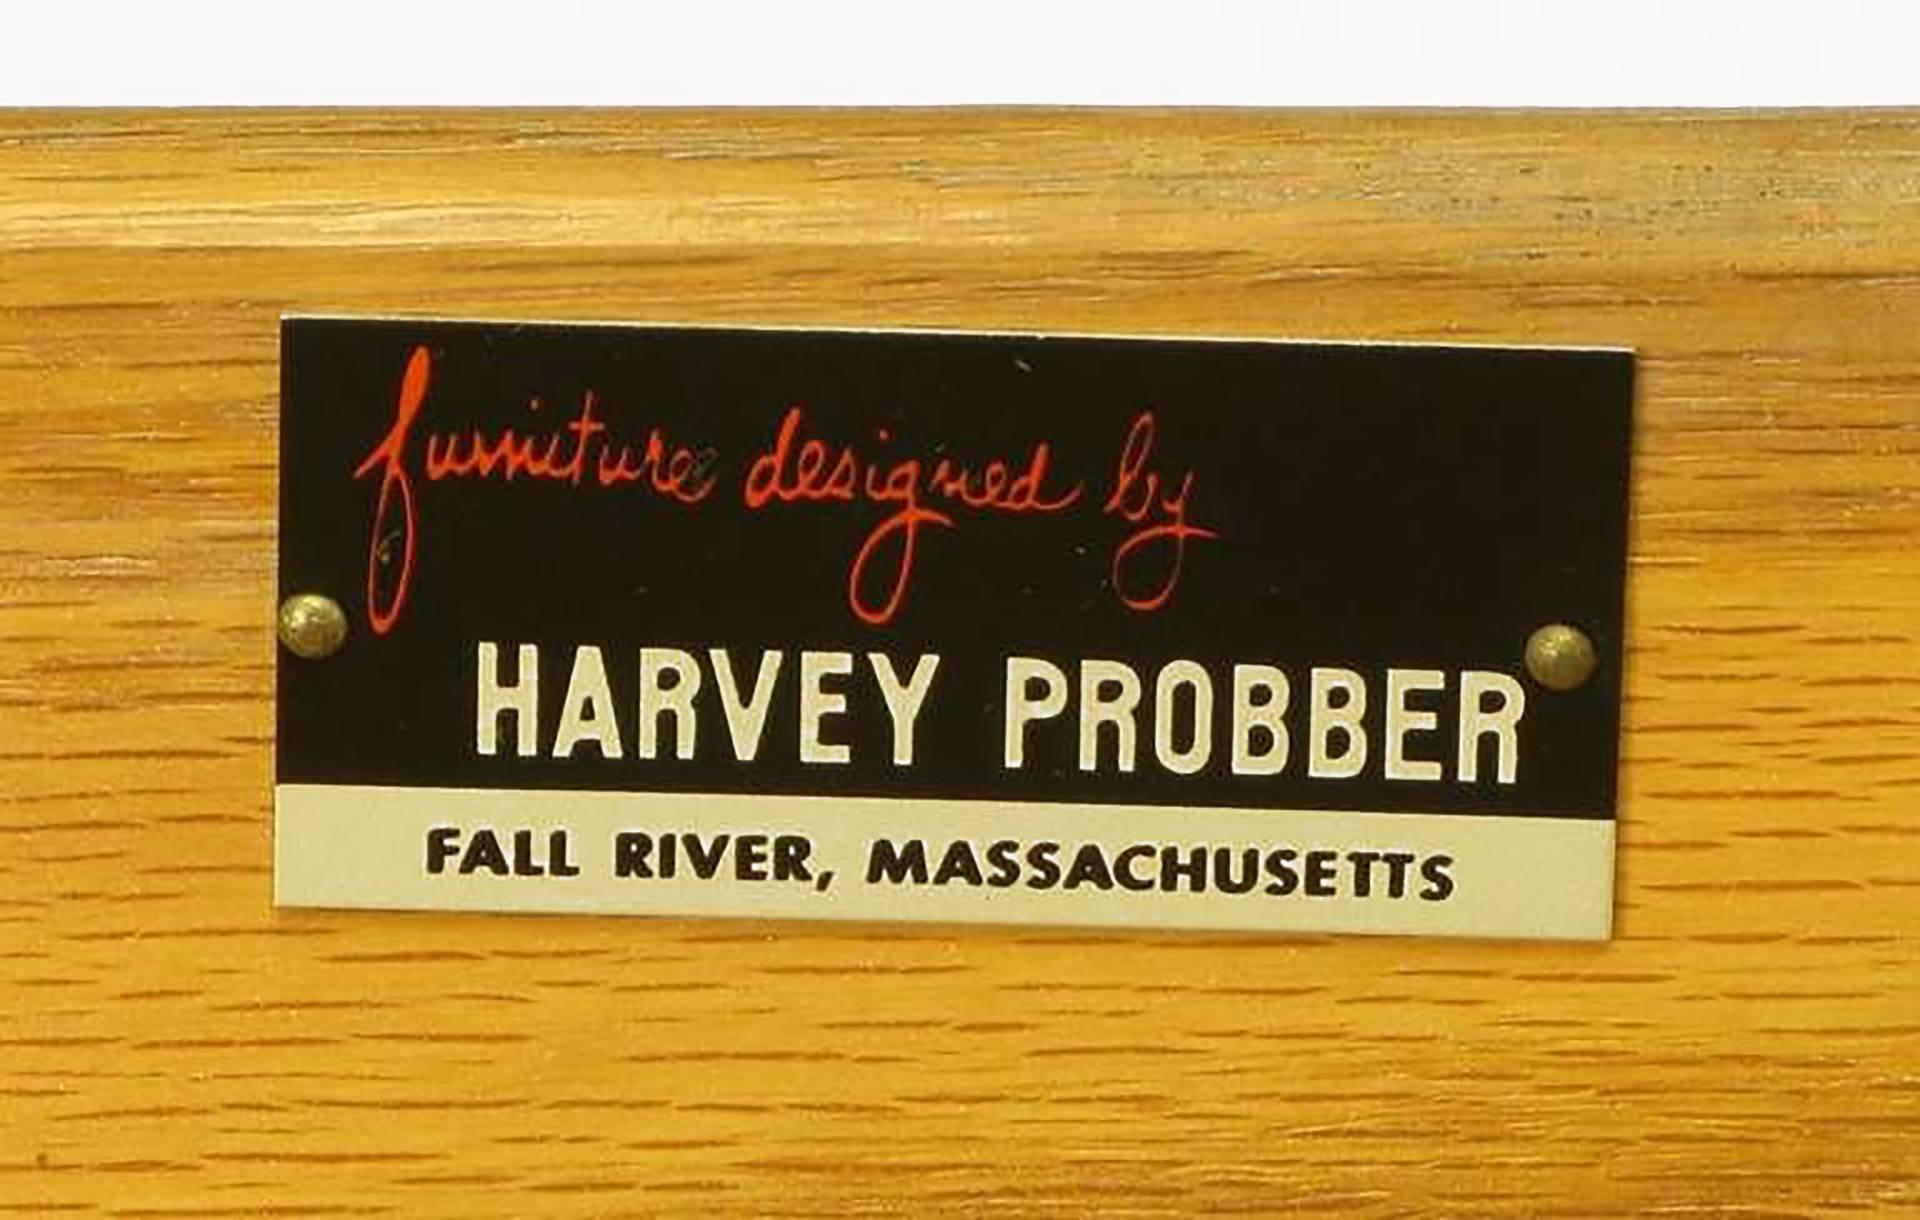 furniture designed by
HARVEY PROBBER
FALL RIVER, MASSACHUSETTS